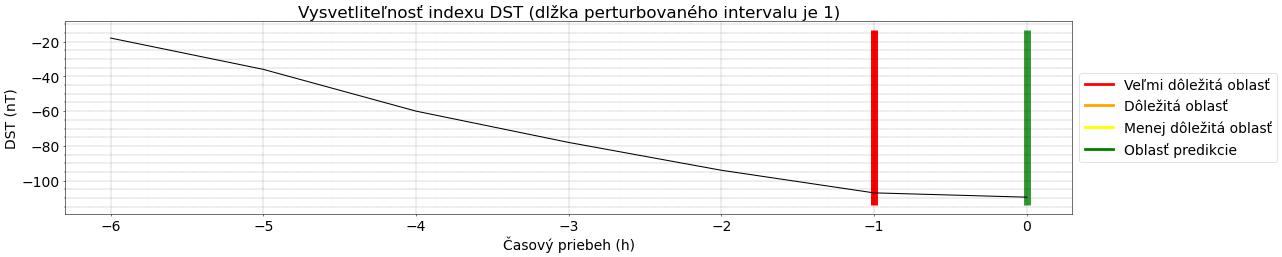 Vysvetliteľnosť indexu DST (dlžka perturbovaného intervalu je 1)
DST (nT)
−20
−40
−60
−80
−100
−6 −5 −4 −3 −2 −1 0
Časový priebeh (h)
Veľmi dôležitá oblasť
Dôležitá oblasť
Menej dôležitá oblasť
Oblasť predikcie